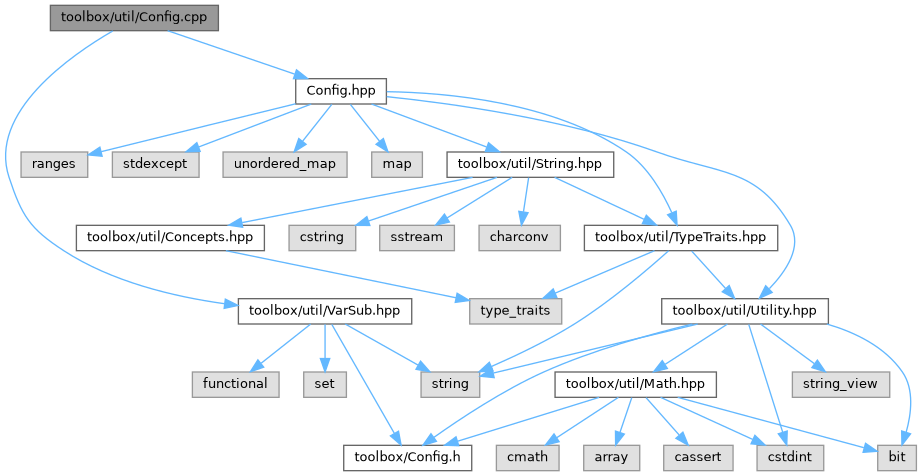 toolbox/util/Config.cpp
Config.hpp
ranges
stdexcept
unordered_map
map
toolbox/util/String.hpp
toolbox/util/Concepts.hpp
cstring
sstream
charconv
toolbox/util/TypeTraits.hpp
toolbox/util/VarSub.hpp
type_traits
toolbox/util/Utility.hpp
functional
set
string
toolbox/util/Math.hpp
string_view
toolbox/Config.h
cmath
array
cassert
cstdint
bit